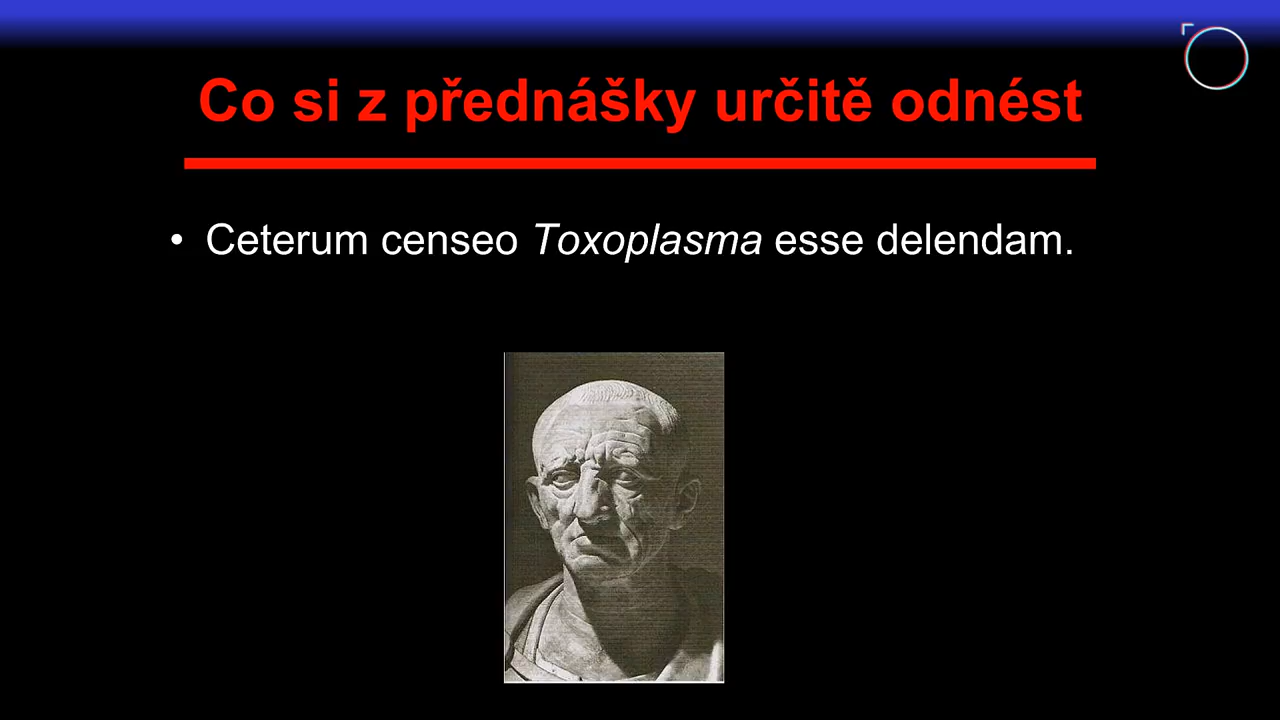 Co si z přednášky určitě odnést
• Ceterum censeo Toxoplasma esse delendam.